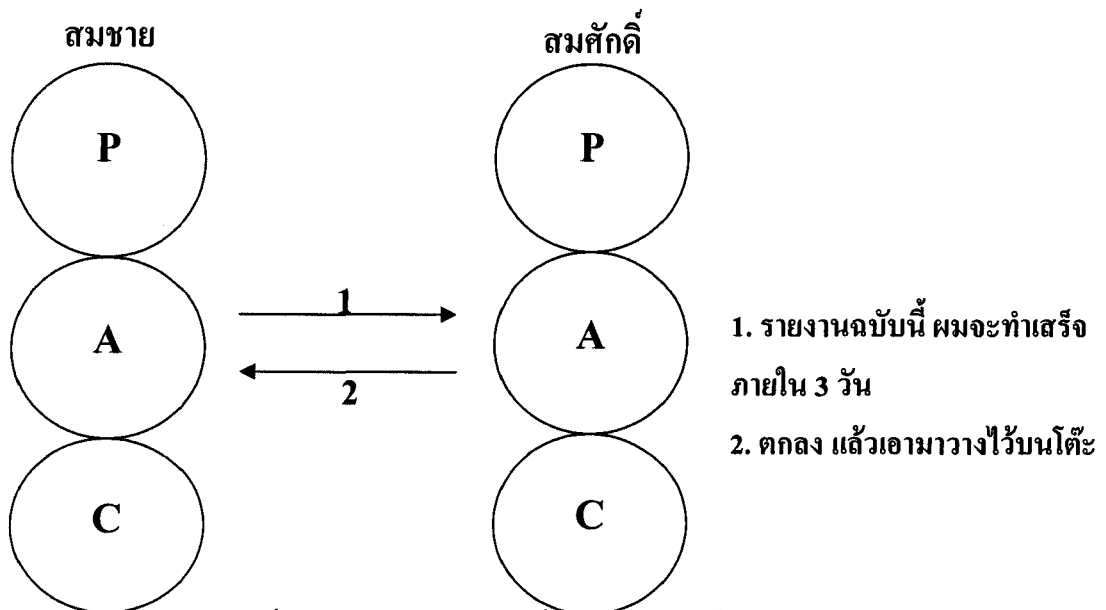 สมชาย
สมศักดิ์
P
P
1
A
A
2
1. รายงานฉบับนี้ ผมจะทำเสร็จ
ภายใน 3 วัน
2. ตกลง แล้วเอามาวางไว้บนโต๊ะ
C
C